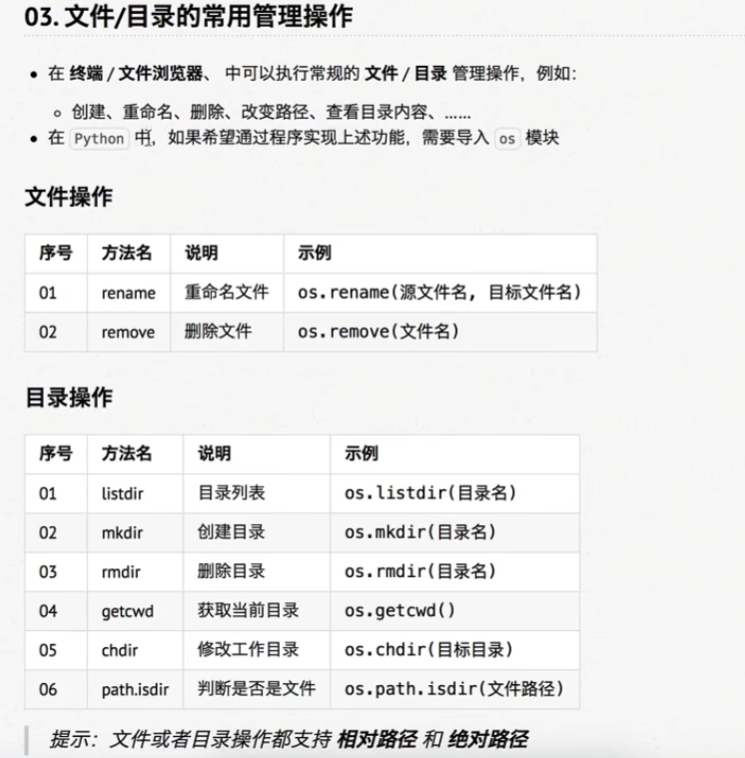 03. 文件/目录的常用管理操作
在 终端 / 文件浏览器、 中可以执行常规的 文件 / 目录 管理操作，例如：
创建、重命名、删除、改变路径、查看目录内容、……
在 Python 中，如果希望通过程序实现上述功能，需要导入 os 模块
文件操作
序号 方法名 说明 示例
01 rename 重命名文件 os.rename(源文件名, 目标文件名)
02 remove 删除文件 os.remove(文件名)
目录操作
序号 方法名 说明 示例
01 listdir 目录列表 os.listdir(目录名)
02 mkdir 创建目录 os.mkdir(目录名)
03 rmdir 删除目录 os.rmdir(目录名)
04 getcwd 获取当前目录 os.getcwd()
05 chdir 修改工作目录 os.chdir(目标目录)
06 path.isdir 判断是否是文件 os.path.isdir(文件路径)
提示：文件或者目录操作都支持 相对路径 和 绝对路径